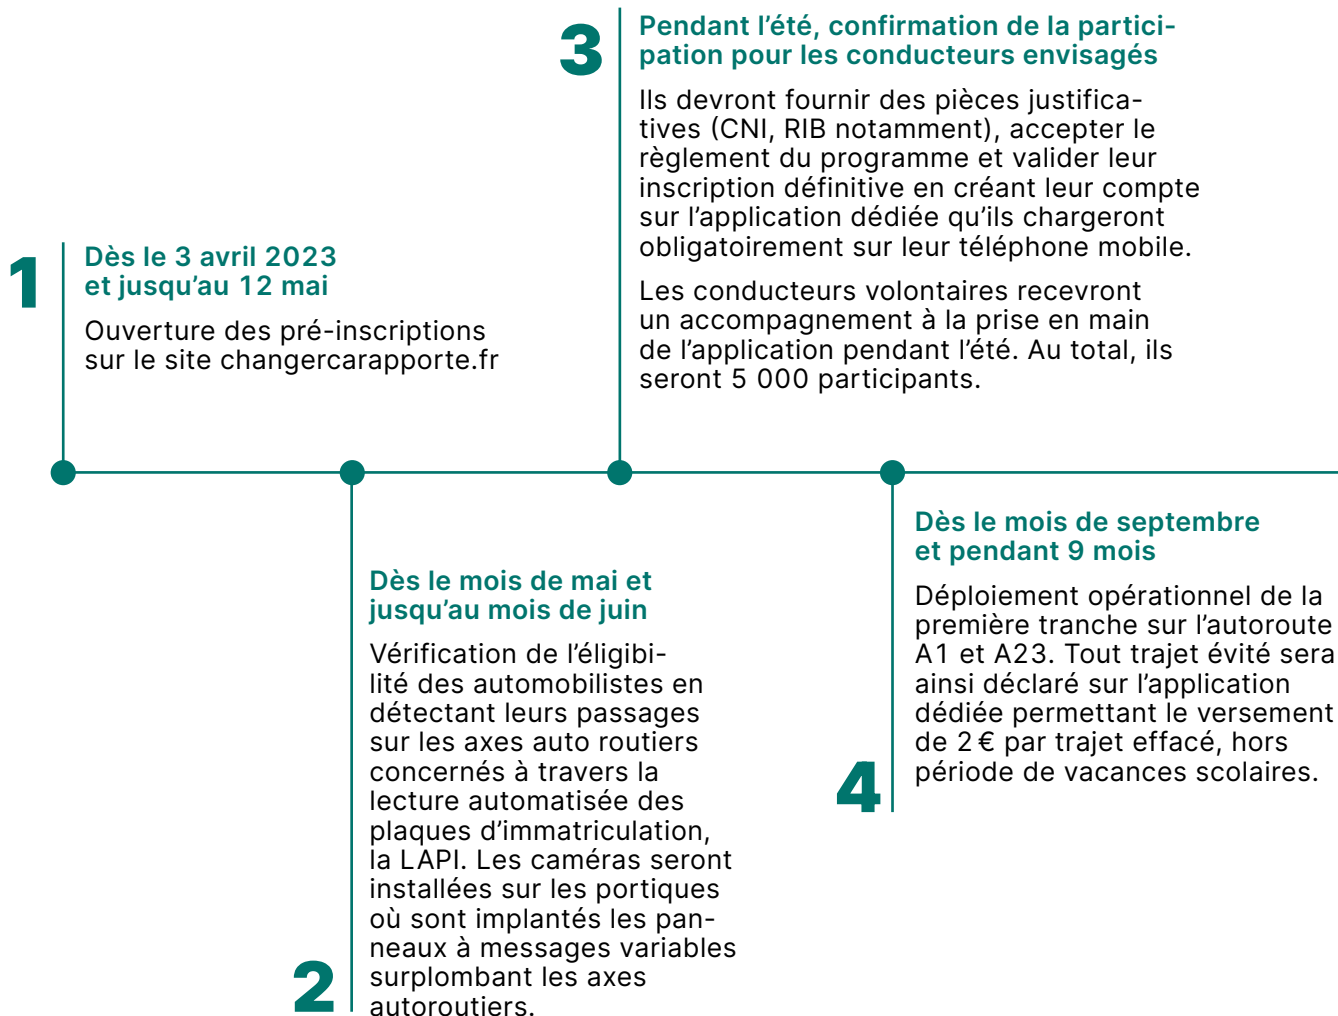 1
Dès le 3 avril 2023
et jusqu’au 12 mai
Ouverture des pré-inscriptions
sur le site changercarapporte.fr
2
Dès le mois de mai et
jusqu’au mois de juin
Vérification de l’éligibi-
lité des automobilistes en
détectant leurs passages
sur les axes auto routiers
concernés à travers la
lecture automatisée des
plaques d’immatriculation,
la LAPI. Les caméras seront
installées sur les portiques
où sont implantés les pan-
neaux à messages variables
surplombant les axes
autoroutiers.
3
Pendant l’été, confirmation de la partici-
pation pour les conducteurs envisagés
Ils devront fournir des pièces justifica-
tives (CNI, RIB notamment), accepter le
règlement du programme et valider leur
inscription définitive en créant leur compte
sur l’application dédiée qu’ils chargeront
obligatoirement sur leur téléphone mobile.
Les conducteurs volontaires recevront
un accompagnement à la prise en main
de l’application pendant l’été. Au total, ils
seront 5 000 participants.
4
Dès le mois de septembre
et pendant 9 mois
Déploiement opérationnel de la
première tranche sur l’autoroute
A1 et A23. Tout trajet évité sera
ainsi déclaré sur l’application
dédiée permettant le versement
de 2 € par trajet effacé, hors
période de vacances scolaires.